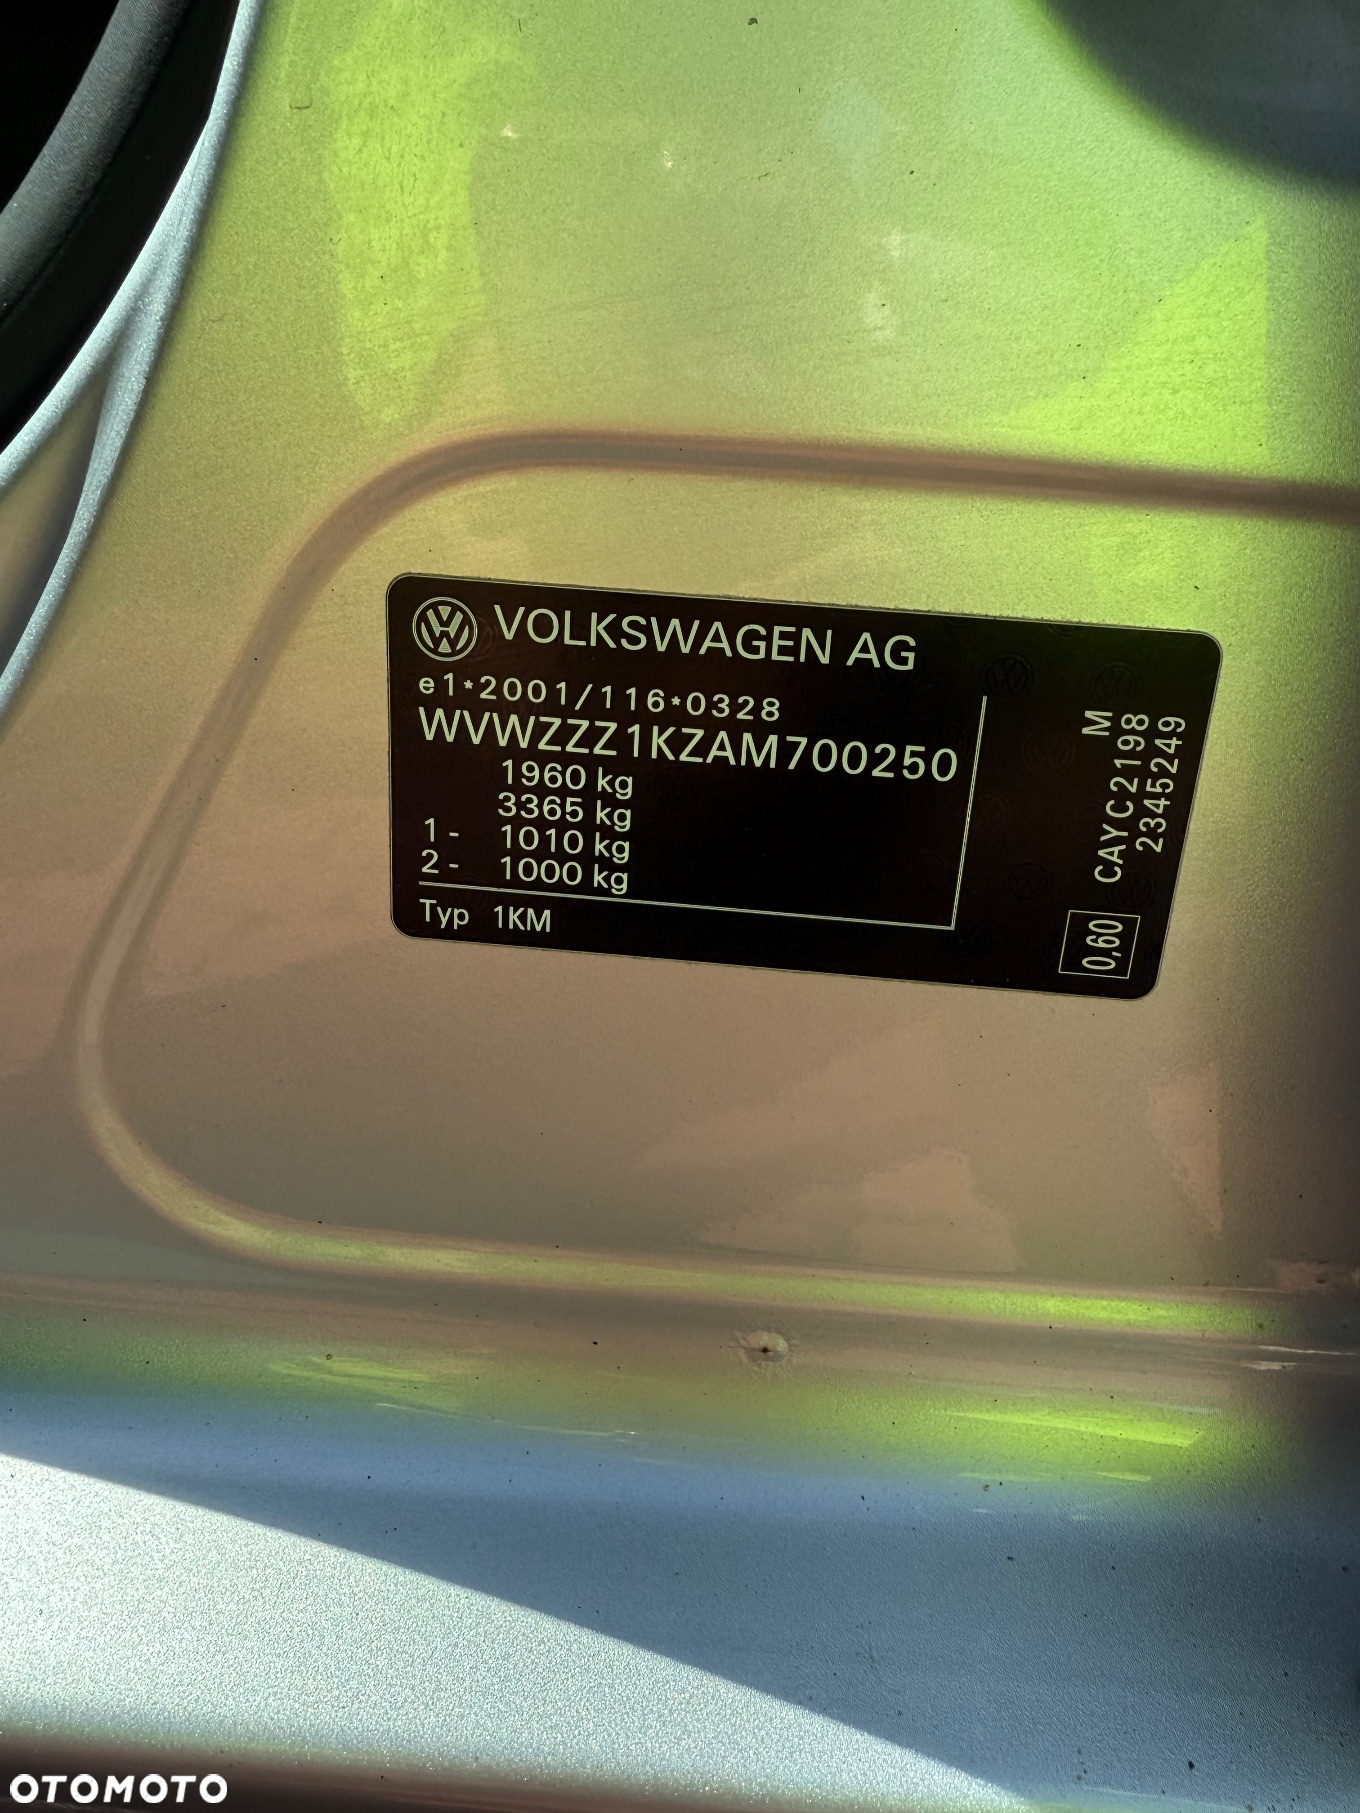 VOLKSWAGEN AG
e1*2001/116*0328
WVWZZZ1KZAM700250
1960 kg
3365 kg
1- 1010 kg
2- 1000 kg
Typ 1KM
M
CAYC2198
2345249
0,60
OTOMOTO